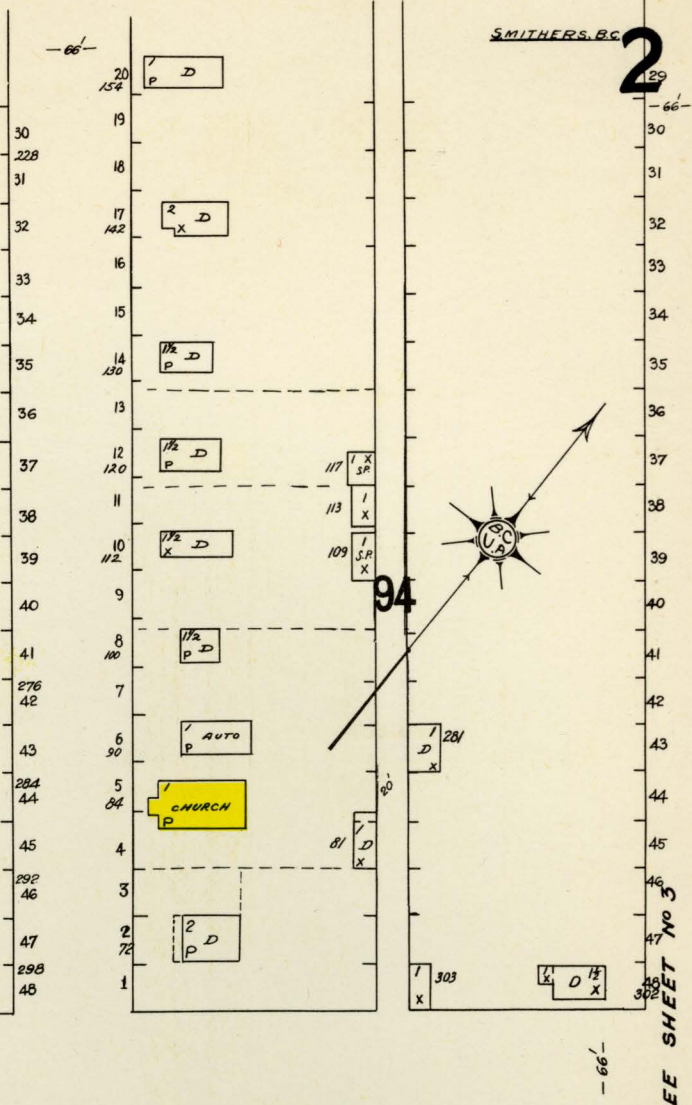 SMITHERS, B.C.
2
66'
30
228
31
32
33
34
35
36
37
38
39
40
41
276
42
43
284
44
45
292
46
47
298
48
20
154
19
18
17
142
16
15
14
130
13
12
120
11
10
112
9
8
100
7
6
90
5
84
4
3
2
72
1
1 D
P
2 D
X
1½ D
P
1½ D
P
1½ D
X
1½
P D
1 AUTO
P
1
CHURCH
P
2
P D
117 1 X
S.P.
113 1
X
109 1
S.P.
X
94
20'
81 1
D
X
B.C.
U.A
1
D 281
X
1 303
X
1
X D 1½
X
29
66'
30
31
32
33
34
35
36
37
38
39
40
41
42
43
44
45
46
47
48
302
66'
EE SHEET No 3